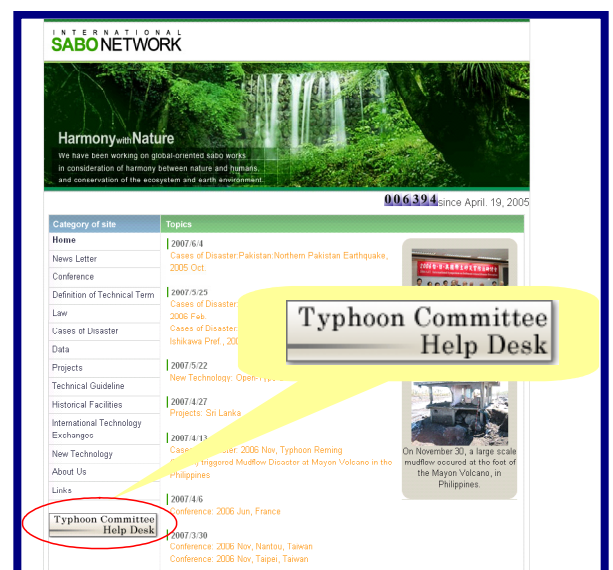 INTERNATIONAL
SABO NETWORK
Harmony with Nature
We have been working on global-oriented sabo works
in consideration of harmony between nature and humans,
and conservation of the ecosystem and earth environment.
006394 since April. 19, 2005
Category of site
Home
News Letter
Conference
Definition of Technical Term
Law
Cases of Disaster
Data
Projects
Technical Guideline
Historical Facilities
International Technology
Exchanges
New Technology
About Us
Links
Typhoon Committee
Help Desk
Topics
2007/6/4
Cases of Disaster:Pakistan:Northern Pakistan Earthquake,
2005 Oct.
2007/5/25
Cases of Disaster:
2006 Feb.
Cases of Disaster:
Ishikawa Pref., 200
2007/5/22
New Technology: Open-Type
2007/4/27
Projects: Sri Lanka
2007/4/13
Cases of Disaster: 2006 Nov, Typhoon Reming.
triggered Mudflow Disaster at Mayon Volcano in the
Philippines
2007/4/6
Conference: 2006 Jun, France
2007/3/30
Conference: 2006 Nov, Nantou, Taiwan
Conference: 2006 Nov, Taipei, Taiwan
Typhoon Committee
Help Desk
On November 30, a large scale
mudflow occured at the foot of
the Mayon Volcano, in
Philippines.